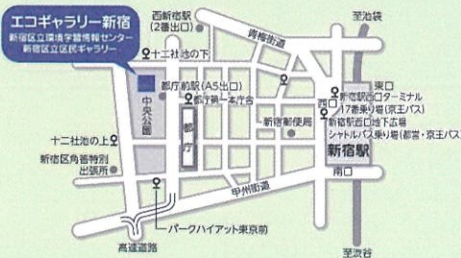 エコギャラリー新宿
新宿区立環境学習情報センター
新宿区立区民ギャラリー
西新宿駅
(2番出口)
青梅街道
至池袋
十二社池の下
都庁前駅(A5出口)
都庁第一本庁舎
中央公園
都庁
東口
西口
新宿駅西口ターミナル
17番乗り場(京王バス)
新宿駅西口地下広場
シャトルバス乗り場(都営・京王バス)
新宿郵便局
十二社池の上
新宿区角筈特別
出張所
新宿駅
南口
甲州街道
パークハイアット東京前
高速道路
至渋谷